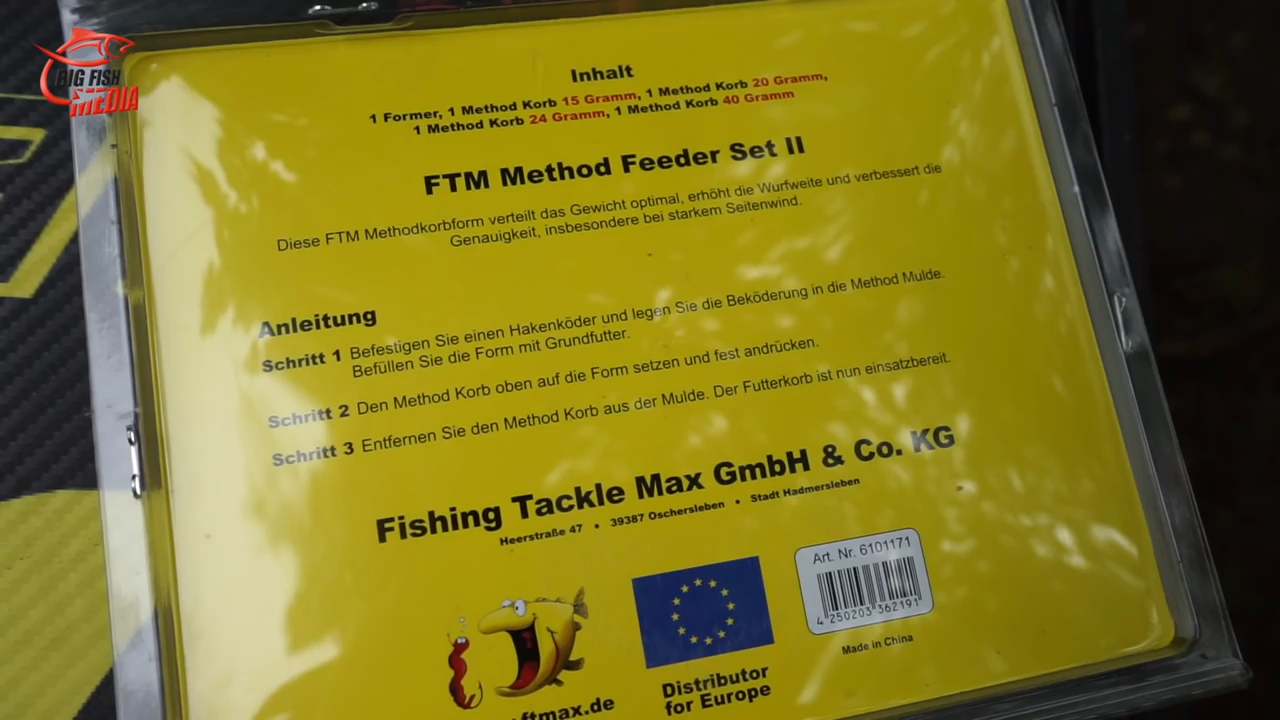 BIG FISH
MEDIA
Inhalt
1 Former, 1 Method Korb 15 Gramm, 1 Method Korb 20 Gramm,
1 Method Korb 24 Gramm, 1 Method Korb 40 Gramm
FTM Method Feeder Set II
Diese FTM Methodkorbform verteilt das Gewicht optimal, erhöht die Wurfweite und verbessert die
Genauigkeit, insbesondere bei starkem Seitenwind.
Anleitung
Schritt 1 Befestigen Sie einen Hakenköder und legen Sie die Beköderung in die Method Mulde.
Befüllen Sie die Form mit Grundfutter.
Schritt 2 Den Method Korb oben auf die Form setzen und fest andrücken.
Schritt 3 Entfernen Sie den Method Korb aus der Mulde. Der Futterkorb ist nun einsatzbereit.
Fishing Tackle Max GmbH & Co. KG
Heerstraße 47 • 39387 Oschersleben • Stadt Hadmersleben
Art. Nr. 6101171
4 250203 362191
Made in China
ftmax.de
Distributor
for Europe